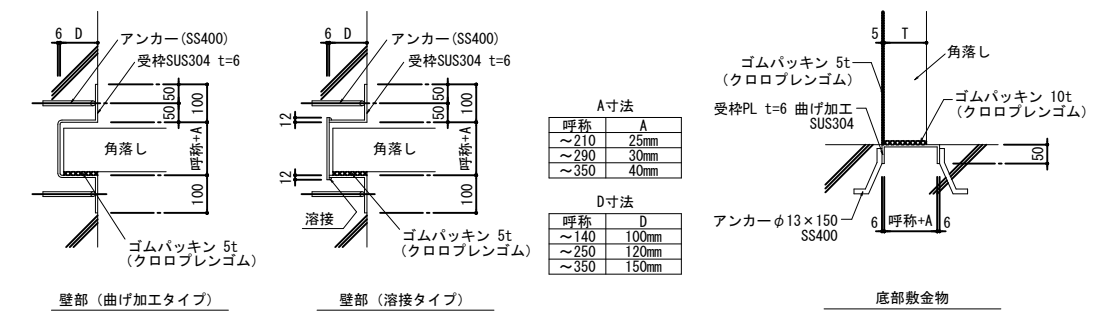 6 D
アンカー(SS400)
受枠SUS304 t=6
50
50
100
角落し
呼称+A
100
ゴムパッキン 5t
(クロロプレンゴム)
壁部(曲げ加工タイプ)
6 D
アンカー(SS400)
受枠SUS304 t=6
50
50
100
12
角落し
呼称+A
12
100
溶接
ゴムパッキン 5t
(クロロプレンゴム)
壁部(溶接タイプ)
A寸法
呼称 A
~210 25mm
~290 30mm
~350 40mm
D寸法
呼称 D
~140 100mm
~250 120mm
~350 150mm
5 T
角落し
ゴムパッキン 5t
(クロロプレンゴム)
ゴムパッキン 10t
(クロロプレンゴム)
受枠PL t=6 曲げ加工
SUS304
50
アンカーφ13×150
SS400
6 呼称+A 6
底部敷金物